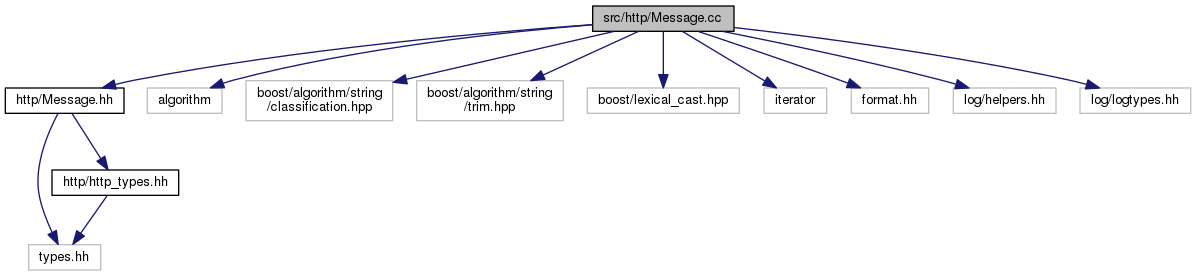 src/http/Message.cc
http/Message.hh
algorithm
boost/algorithm/string
/classification.hpp
boost/algorithm/string
/trim.hpp
boost/lexical_cast.hpp
iterator
format.hh
log/helpers.hh
log/logtypes.hh
http/http_types.hh
types.hh